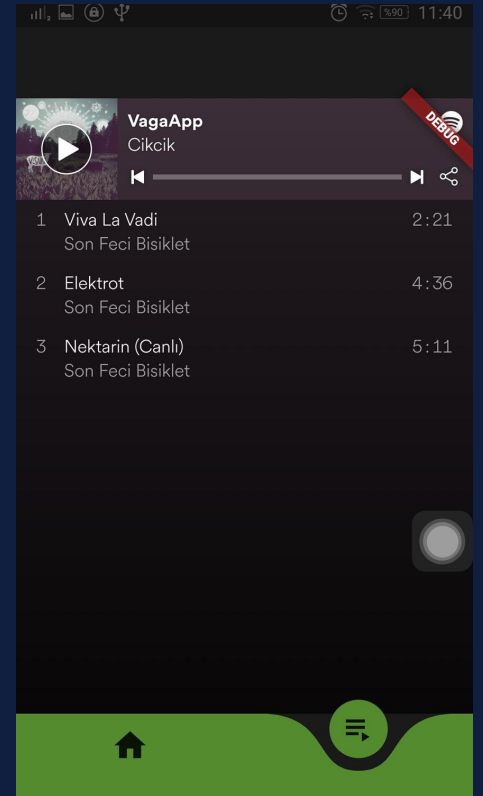 %90 11:40
DEBUG
VagaApp
Cikcik
1 Viva La Vadi 2:21
Son Feci Bisiklet
2 Elektrot 4:36
Son Feci Bisiklet
3 Nektarin (Canlı) 5:11
Son Feci Bisiklet